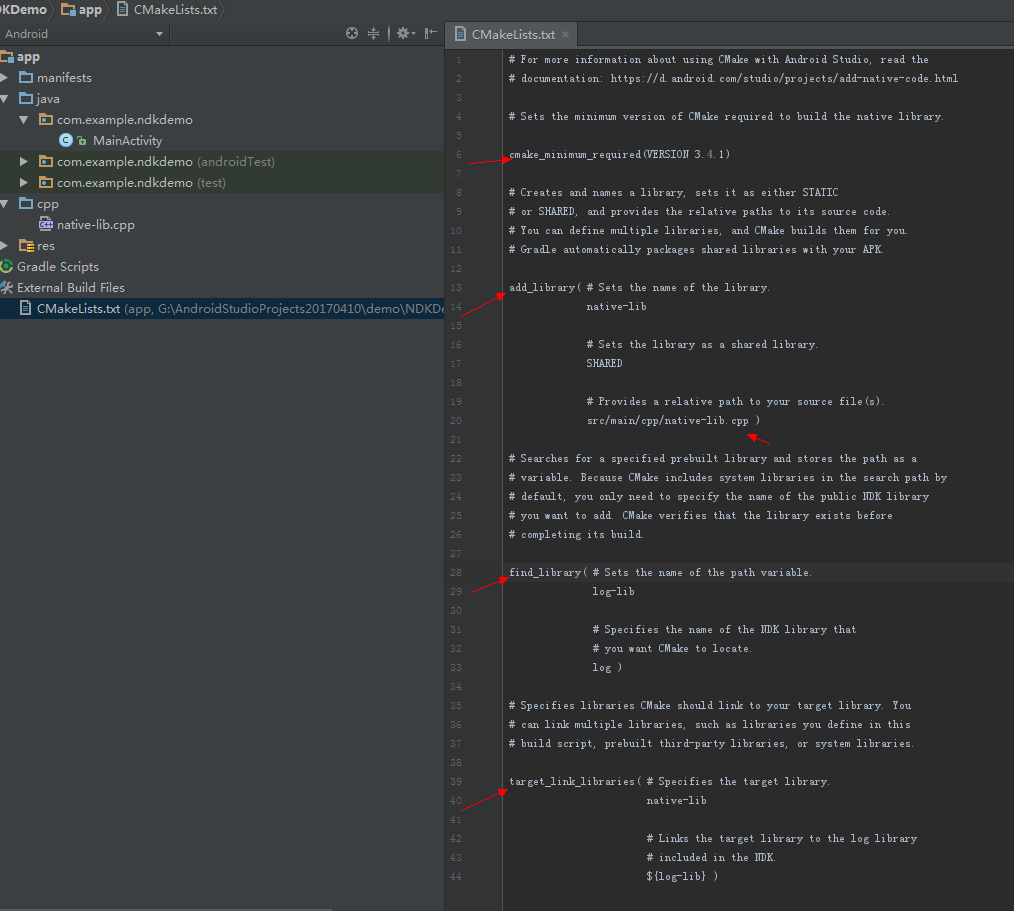 KDemo app CMakeLists.txt
Android
CMakeLists.txt
app
manifests
java
com.example.ndkdemo
MainActivity
com.example.ndkdemo (androidTest)
com.example.ndkdemo (test)
cpp
native-lib.cpp
res
Gradle Scripts
External Build Files
CMakeLists.txt (app, G:\AndroidStudioProjects20170410\demo\NDKDe
1 # For more information about using CMake with Android Studio, read the
2 # documentation: https://d.android.com/studio/projects/add-native-code.html
3
4 # Sets the minimum version of CMake required to build the native library.
5
6 cmake_minimum_required(VERSION 3.4.1)
7
8 # Creates and names a library, sets it as either STATIC
9 # or SHARED, and provides the relative paths to its source code.
10 # You can define multiple libraries, and CMake builds them for you.
11 # Gradle automatically packages shared libraries with your APK.
12
13 add_library( # Sets the name of the library.
14 native-lib
15
16 # Sets the library as a shared library.
17 SHARED
18
19 # Provides a relative path to your source file(s).
20 src/main/cpp/native-lib.cpp )
21
22 # Searches for a specified prebuilt library and stores the path as a
23 # variable. Because CMake includes system libraries in the search path by
24 # default, you only need to specify the name of the public NDK library
25 # you want to add. CMake verifies that the library exists before
26 # completing its build.
27
28 find_library( # Sets the name of the path variable.
29 log-lib
30
31 # Specifies the name of the NDK library that
32 # you want CMake to locate.
33 log )
34
35 # Specifies libraries CMake should link to your target library. You
36 # can link multiple libraries, such as libraries you define in this
37 # build script, prebuilt third-party libraries, or system libraries.
38
39 target_link_libraries( # Specifies the target library.
40 native-lib
41
42 # Links the target library to the log library
43 # included in the NDK.
44 ${log-lib} )